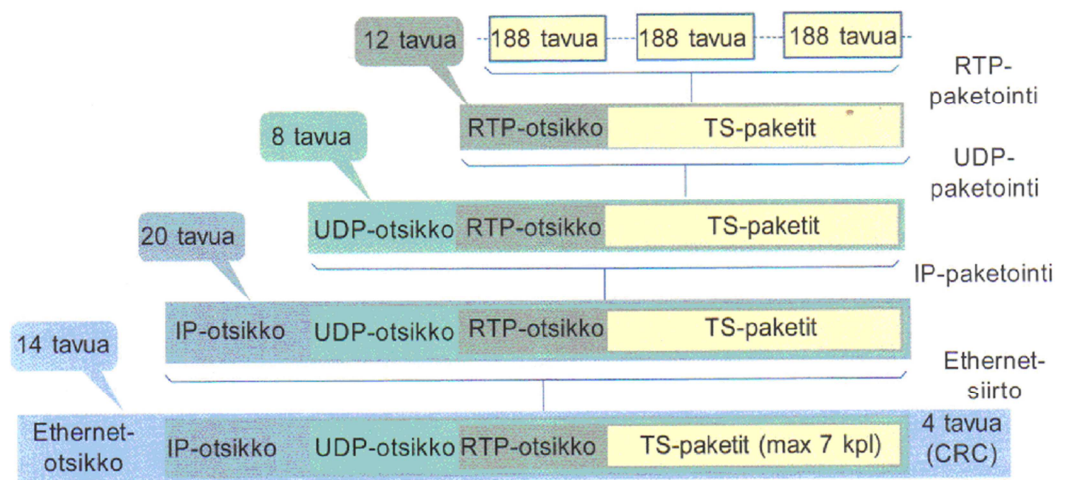 12 tavua
188 tavua
188 tavua
188 tavua
RTP-
paketointi
RTP-otsikko
TS-paketit
8 tavua
UDP-
paketointi
UDP-otsikko
RTP-otsikko
TS-paketit
20 tavua
IP-paketointi
IP-otsikko
UDP-otsikko
RTP-otsikko
TS-paketit
14 tavua
Ethernet-
siirto
Ethernet-
otsikko
IP-otsikko
UDP-otsikko
RTP-otsikko
TS-paketit (max 7 kpl)
4 tavua
(CRC)